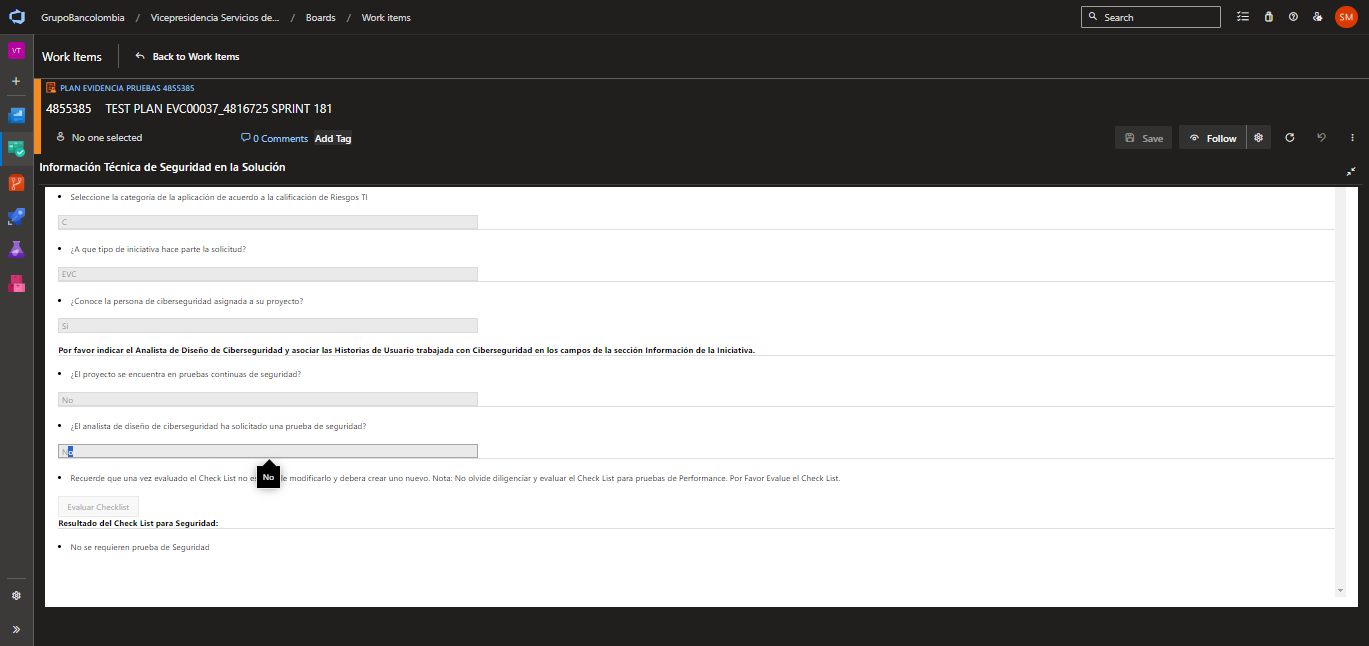 GrupoBancolombia / Vicepresidencia Servicios de... / Boards / Work items
Search
SM
VT
Work Items
Back to Work Items
PLAN EVIDENCIA PRUEBAS 4855385
4855385 TEST PLAN EVC00037_4816725 SPRINT 181
No one selected
0 Comments
Add Tag
Save
Follow
Información Técnica de Seguridad en la Solución
Seleccione la categoría de la aplicación de acuerdo a la calificación de Riesgos TI
C
¿A que tipo de iniciativa hace parte la solicitud?
EVC
¿Conoce la persona de ciberseguridad asignada a su proyecto?
Si
Por favor indicar el Analista de Diseño de Ciberseguridad y asociar las Historias de Usuario trabajada con Ciberseguridad en los campos de la sección Información de la Iniciativa.
¿El proyecto se encuentra en pruebas continuas de seguridad?
No
¿El analista de diseño de ciberseguridad ha solicitado una prueba de seguridad?
No
No
Recuerde que una vez evaluado el Check List no modificarlo y debera crear uno nuevo. Nota: No olvide diligenciar y evaluar el Check List para pruebas de Performance. Por Favor Evalue el Check List.
Evaluar Checklist
Resultado del Check List para Seguridad:
No se requieren prueba de Seguridad